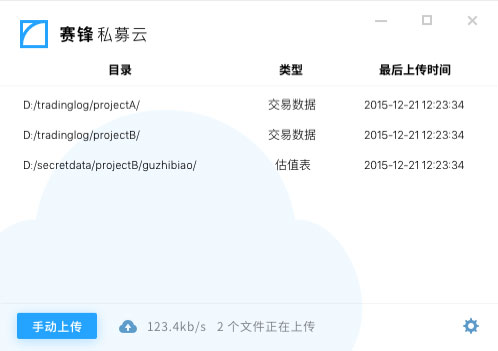 赛锋 私募云
目录 类型 最后上传时间
D:/tradinglog/projectA/ 交易数据 2015-12-21 12:23:34
D:/tradinglog/projectB/ 交易数据 2015-12-21 12:23:34
D:/secretdata/projectB/guzhibiao/ 估值表 2015-12-21 12:23:34
手动上传 123.4kb/s 2 个文件正在上传